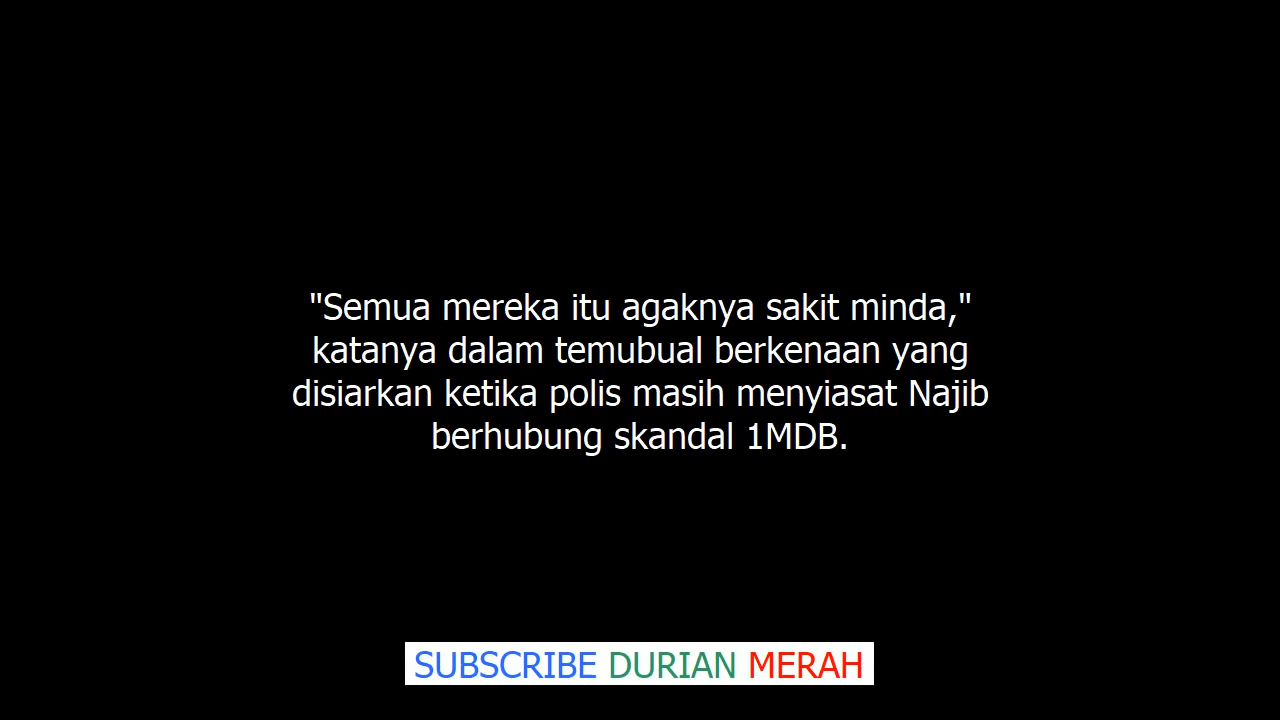 "Semua mereka itu agaknya sakit minda,"
katanya dalam temubual berkenaan yang
disiarkan ketika polis masih menyiasat Najib
berhubung skandal 1MDB.
SUBSCRIBE DURIAN MERAH